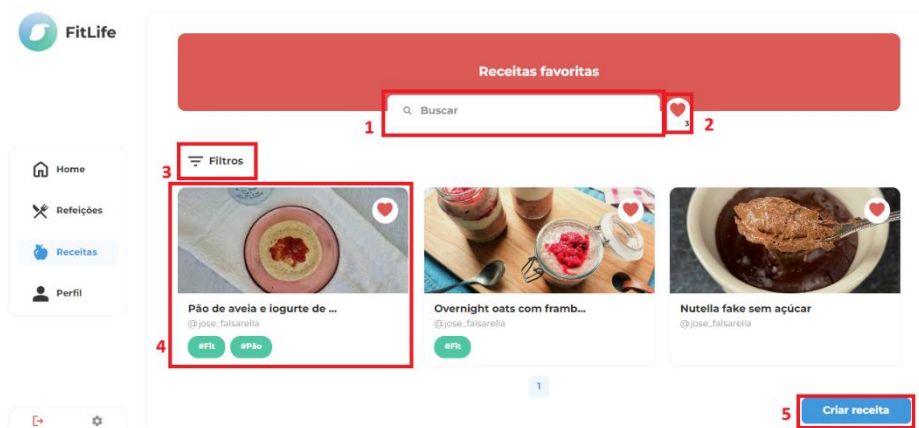 FitLife
Receitas favoritas
Buscar
1
2
3
3
Filtros
Home
Refeições
Receitas
Perfil
Pão de aveia e iogurte de ...
@jose_falsarella
#Fit
#Pão
4
Overnight oats com framb...
@jose_falsarella
#Fit
Nutella fake sem açúcar
@jose_falsarella
1
5
Criar receita